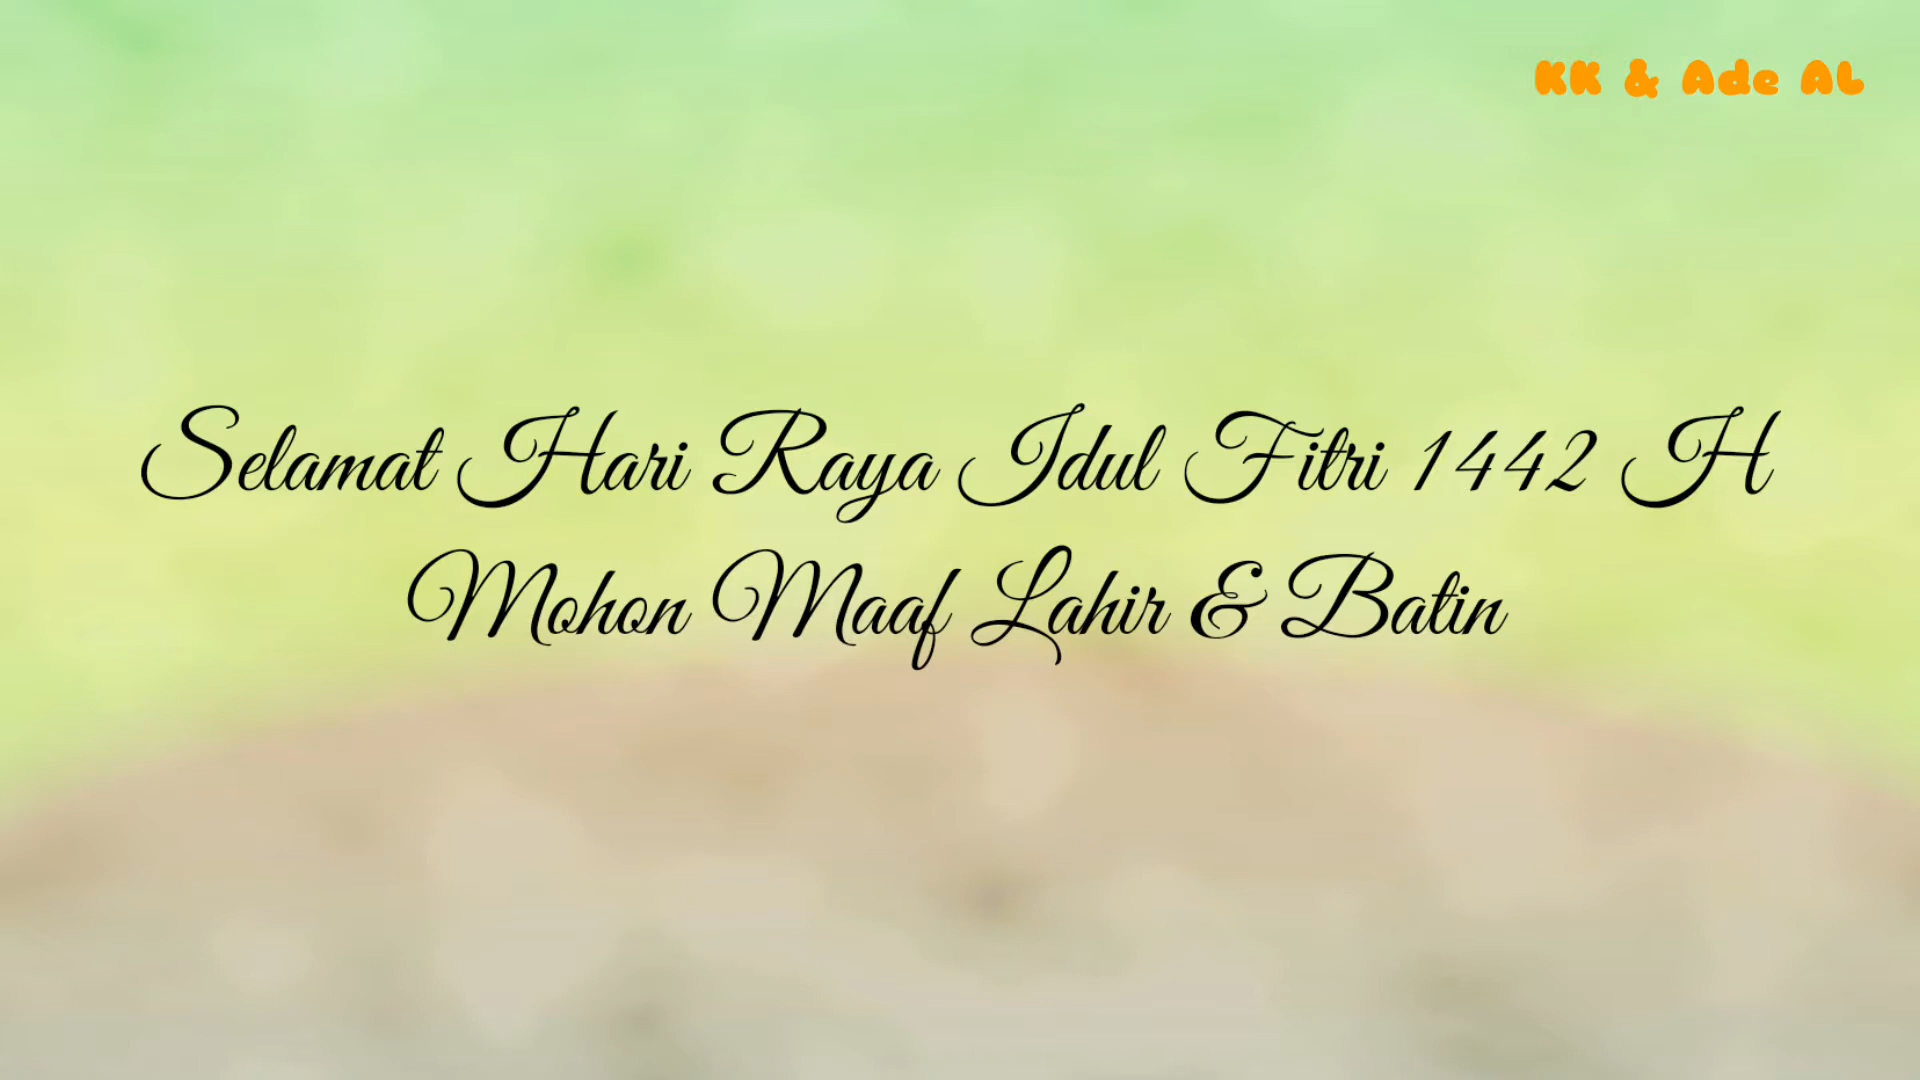 KK & Ade AL
Selamat Hari Raya Idul Fitri 1442 H
Mohon Maaf Lahir & Batin